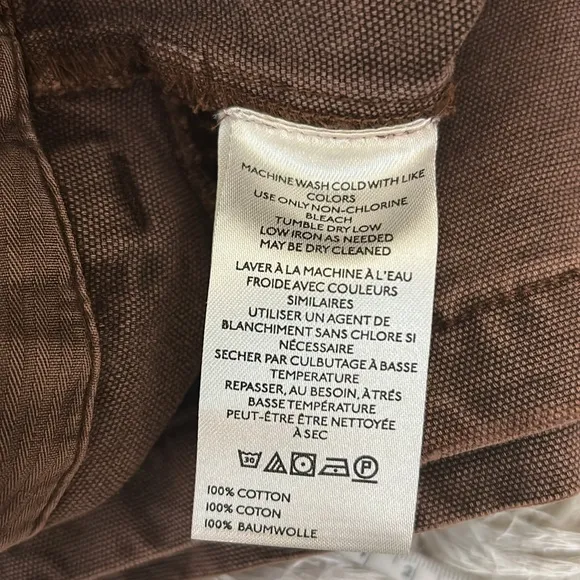 MACHINE WASH COLD WITH LIKE
COLORS
USE ONLY NON-CHLORINE
BLEACH
TUMBLE DRY LOW
LOW IRON AS NEEDED
MAY BE DRY CLEANED
LAVER À LA MACHINE À L'EAU
FROIDE AVEC COULEURS
SIMILAIRES
UTILISER UN AGENT DE
BLANCHIMENT SANS CHLORE SI
NÉCESSAIRE
SECHER PAR CULBUTAGE À BASSE
TEMPERATURE
REPASSER, AU BESOIN, À TRÉS
BASSE TEMPÉRATURE
PEUT-ÊTRE ÊTRE NETTOYÉE
À SEC
30 P
100% COTTON
100% COTON
100% BAUMWOLLE